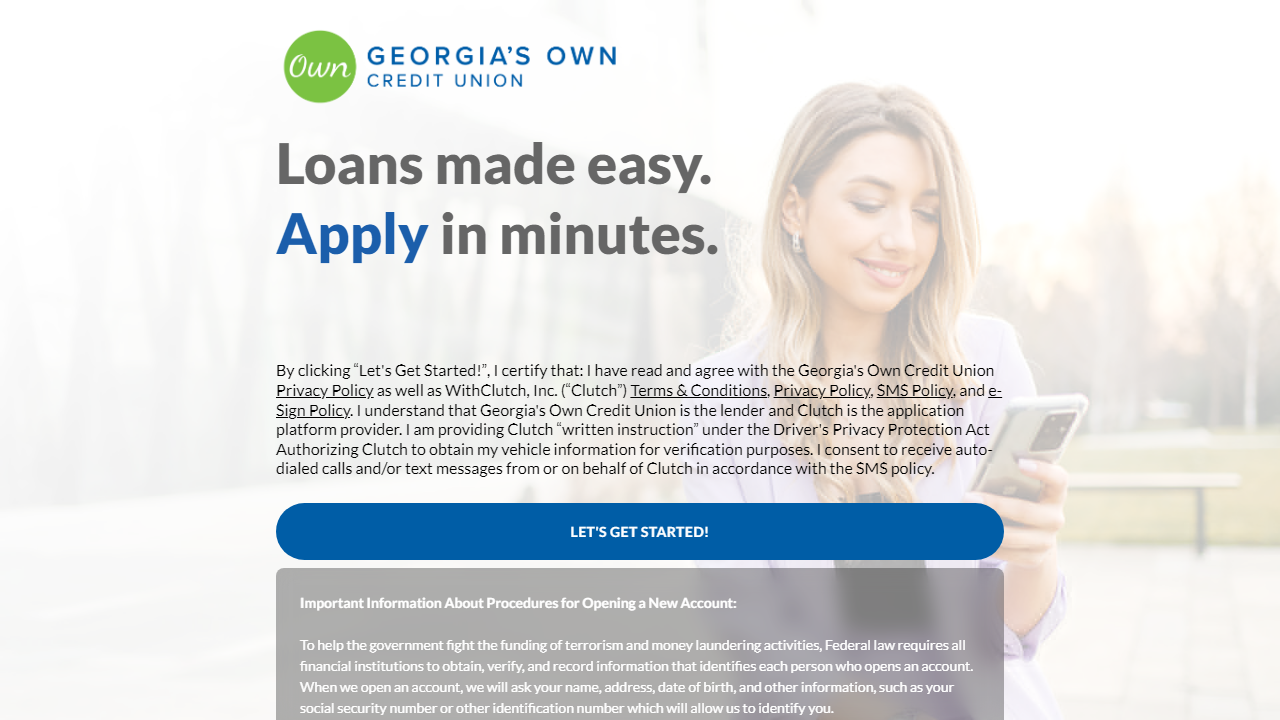 Own
GEORGIA'S OWN
CREDIT UNION
Loans made easy.
Apply in minutes.
By clicking “Let's Get Started!”, I certify that: I have read and agree with the Georgia's Own Credit Union
Privacy Policy as well as WithClutch, Inc. (“Clutch”) Terms & Conditions, Privacy Policy, SMS Policy, and e-
Sign Policy. I understand that Georgia's Own Credit Union is the lender and Clutch is the application
platform provider. I am providing Clutch “written instruction” under the Driver's Privacy Protection Act
Authorizing Clutch to obtain my vehicle information for verification purposes. I consent to receive auto-
dialed calls and/or text messages from or on behalf of Clutch in accordance with the SMS policy.
LET'S GET STARTED!
Important Information About Procedures for Opening a New Account:
To help the government fight the funding of terrorism and money laundering activities, Federal law requires all
financial institutions to obtain, verify, and record information that identifies each person who opens an account.
When we open an account, we will ask your name, address, date of birth, and other information, such as your
social security number or other identification number which will allow us to identify you.